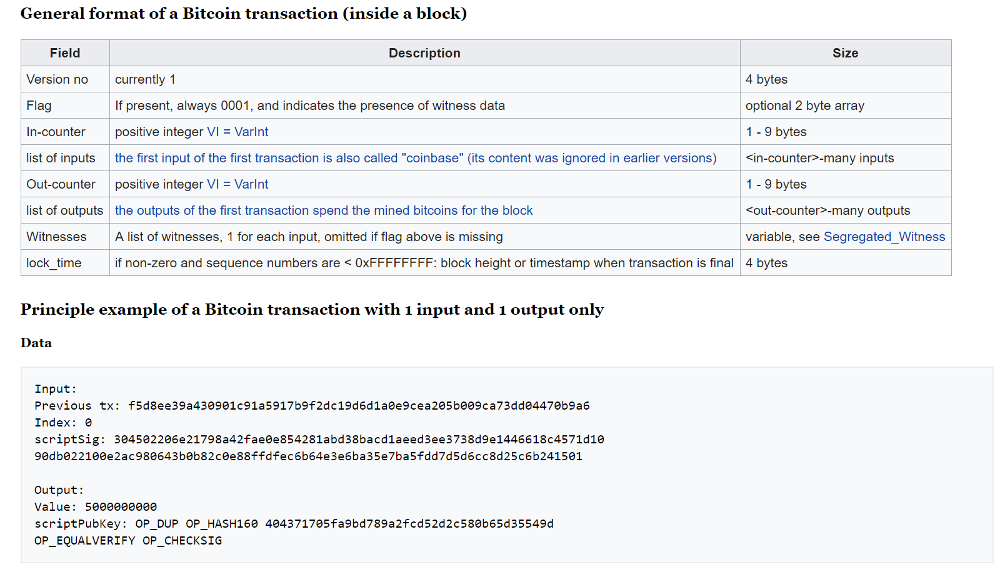 General format of a Bitcoin transaction (inside a block)
Field Description Size
Version no currently 1 4 bytes
Flag If present, always 0001, and indicates the presence of witness data optional 2 byte array
In-counter positive integer VI = VarInt 1 - 9 bytes
list of inputs the first input of the first transaction is also called "coinbase" (its content was ignored in earlier versions) <in-counter>-many inputs
Out-counter positive integer VI = VarInt 1 - 9 bytes
list of outputs the outputs of the first transaction spend the mined bitcoins for the block <out-counter>-many outputs
Witnesses A list of witnesses, 1 for each input, omitted if flag above is missing variable, see Segregated_Witness
lock_time if non-zero and sequence numbers are < 0xFFFFFFFF: block height or timestamp when transaction is final 4 bytes
Principle example of a Bitcoin transaction with 1 input and 1 output only
Data
Input:
Previous tx: f5d8ee39a430901c91a5917b9f2dc19d6d1a0e9cea205b009ca73dd04470b9a6
Index: 0
scriptSig: 304502206e21798a42fae0e854281abd38bacd1aeed3ee3738d9e1446618c4571d10
90db022100e2ac980643b0b82c0e88ffdfec6b64e3e6ba35e7ba5fdd7d5d6cc8d25c6b241501
Output:
Value: 5000000000
scriptPubKey: OP_DUP OP_HASH160 404371705fa9bd789a2fcd52d2c580b65d35549d
OP_EQUALVERIFY OP_CHECKSIG